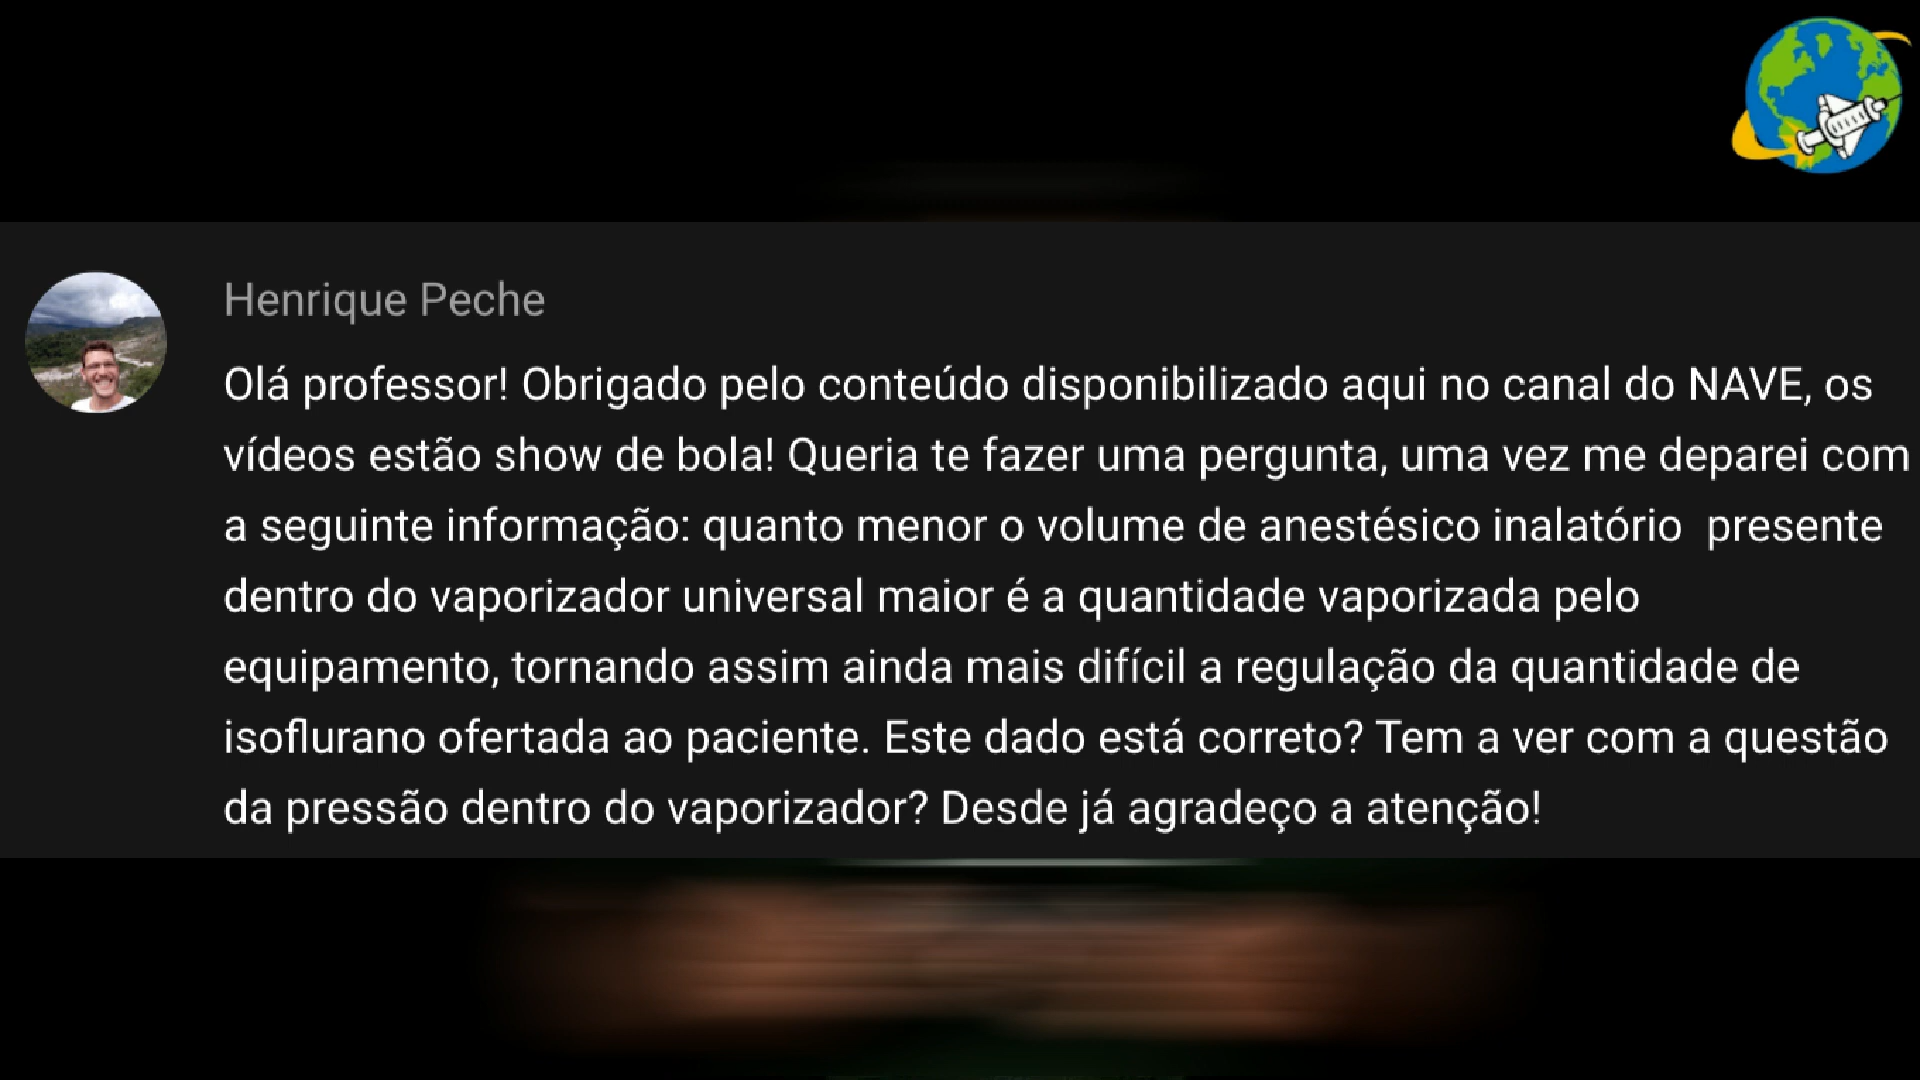 Henrique Peche
Olá professor! Obrigado pelo conteúdo disponibilizado aqui no canal do NAVE, os
vídeos estão show de bola! Queria te fazer uma pergunta, uma vez me deparei com
a seguinte informação: quanto menor o volume de anestésico inalatório  presente
dentro do vaporizador universal maior é a quantidade vaporizada pelo
equipamento, tornando assim ainda mais difícil a regulação da quantidade de
isoflurano ofertada ao paciente. Este dado está correto? Tem a ver com a questão
da pressão dentro do vaporizador? Desde já agradeço a atenção!